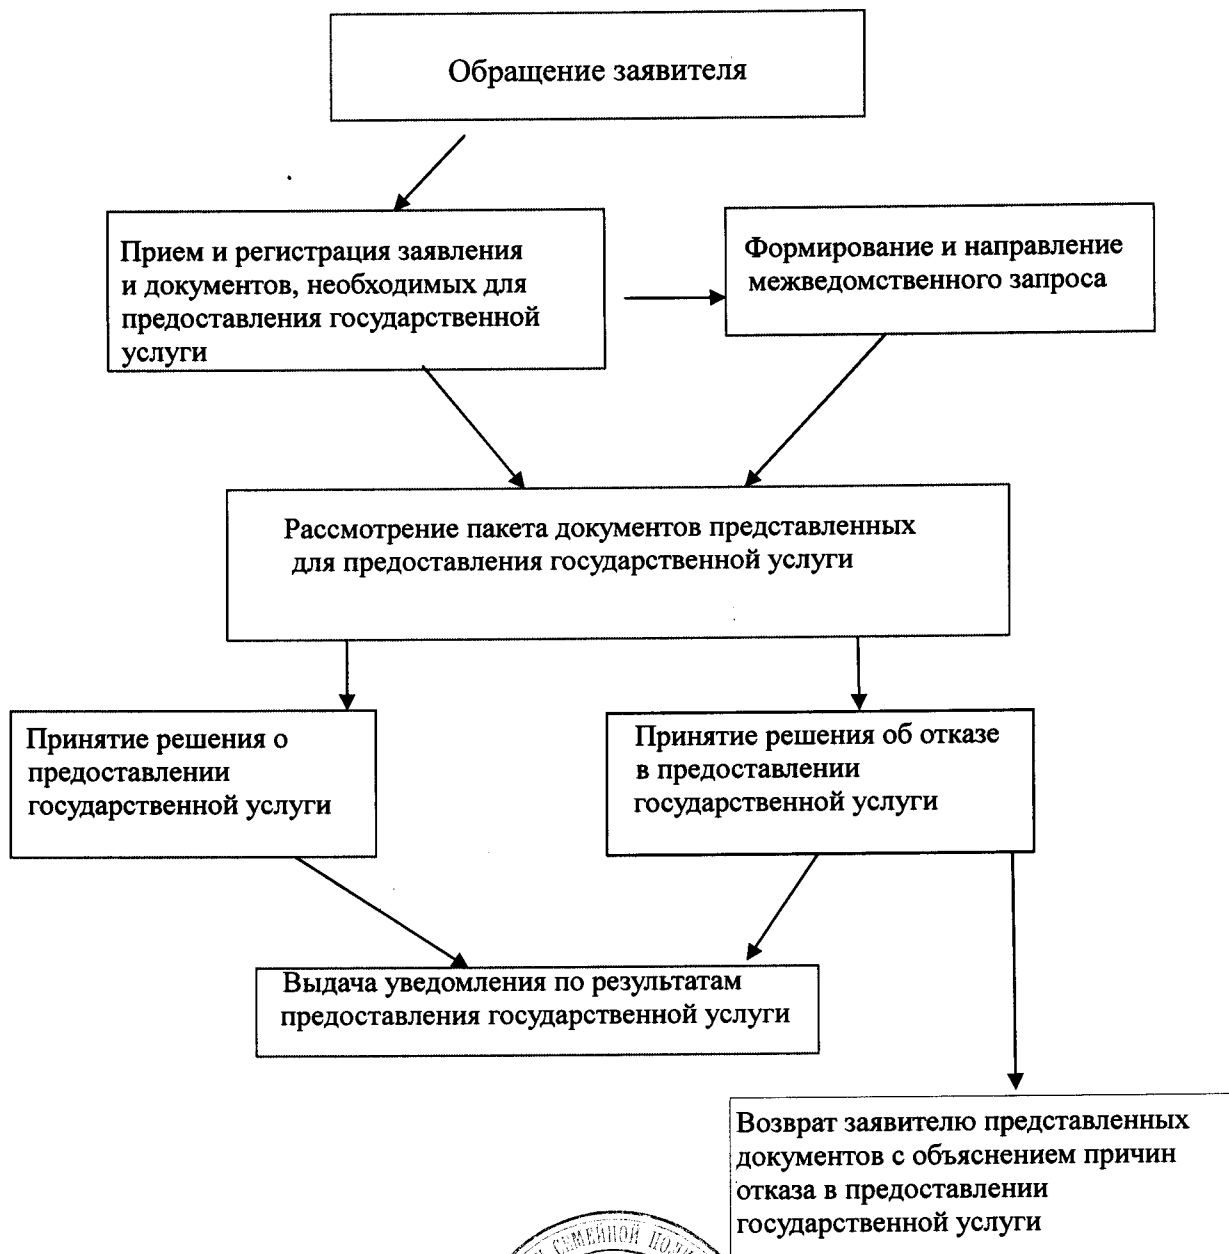 Обращение заявителя
Прием и регистрация заявления
и документов, необходимых для
предоставления государственной
услуги
Формирование и направление
межведомственного запроса
Рассмотрение пакета документов представленных
для предоставления государственной услуги
Принятие решения о
предоставлении
государственной услуги
Принятие решения об отказе
в предоставлении
государственной услуги
Выдача уведомления по результатам
предоставления государственной услуги
Возврат заявителю представленных
документов с объяснением причин
отказа в предоставлении
государственной услуги
СЕМЕЙНОЙ